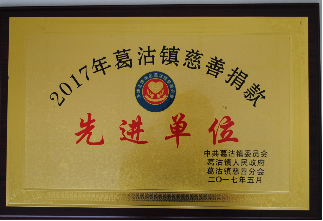 2017年葛沽镇慈善捐款
先进单位
中共葛沽镇委员会
葛沽镇人民政府
葛沽镇慈善分会
二〇一七年五月